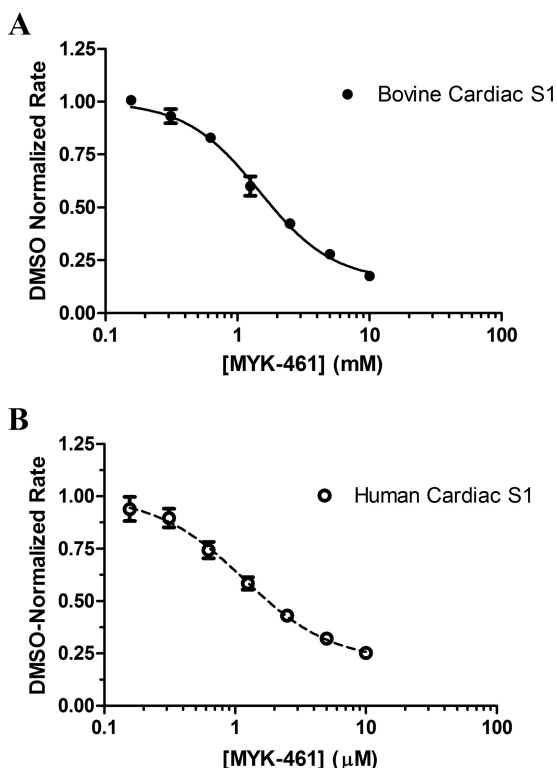 A
1.25
1.00
0.75
0.50
0.25
0.00
DMSO Normalized Rate
Bovine Cardiac S1
0.1 1 10 100
[MYK-461] (mM)
B
1.25
1.00
0.75
0.50
0.25
0.00
DMSO-Normalized Rate
Human Cardiac S1
0.1 1 10 100
[MYK-461] (μM)